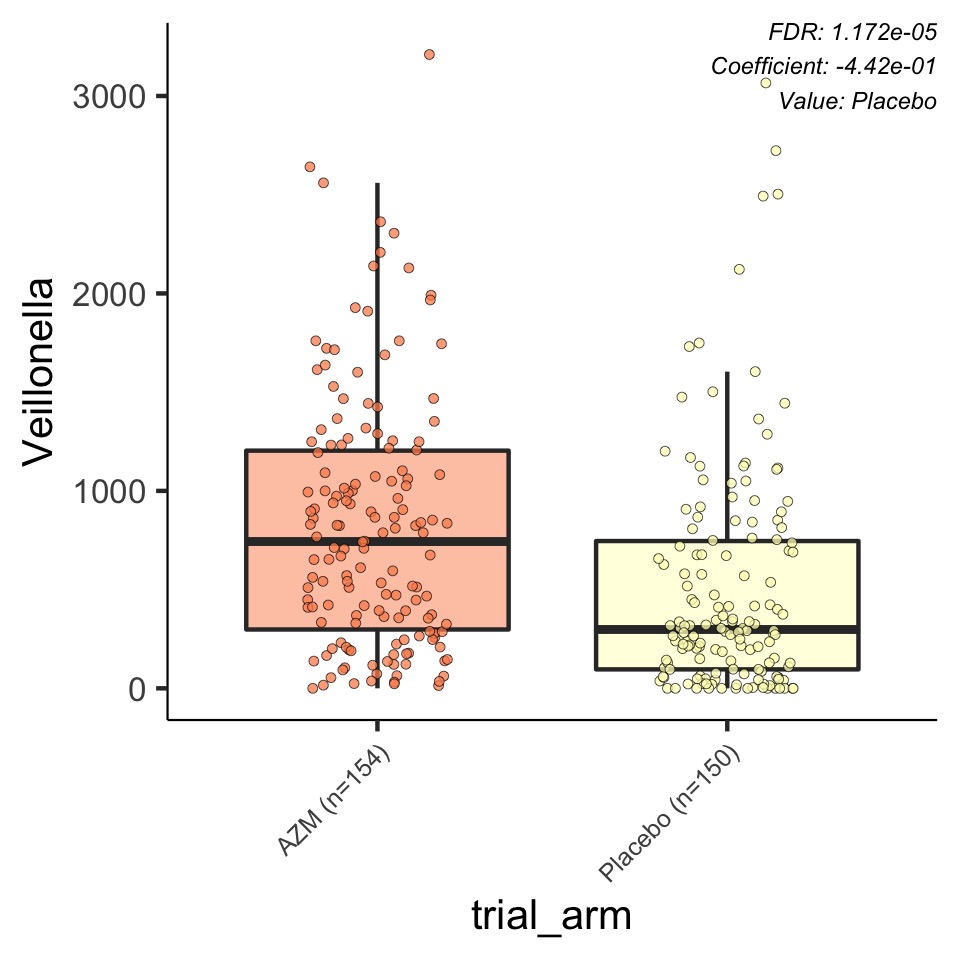 FDR: 1.172e-05
Coefficient: -4.42e-01
Value: Placebo
Veillonella
3000
2000
1000
0
AZM (n=154)
Placebo (n=150)
trial_arm